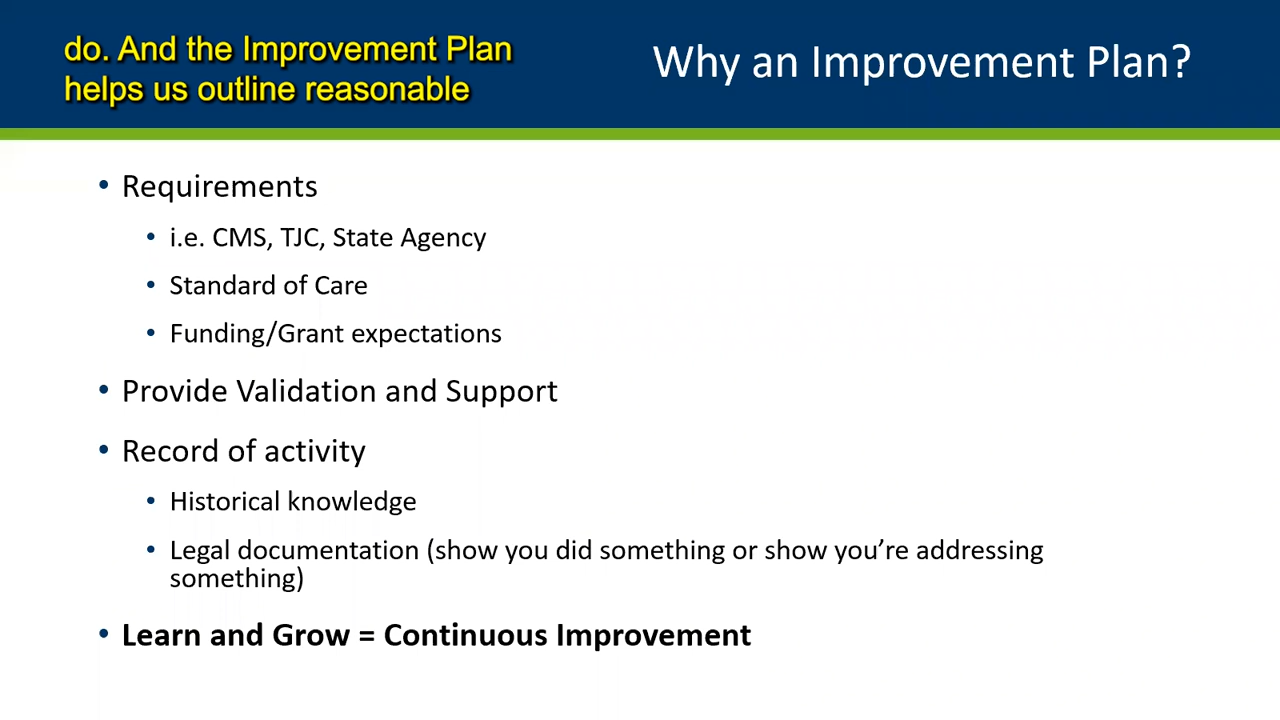 do. And the Improvement Plan
helps us outline reasonable
Why an Improvement Plan?
• Requirements
• i.e. CMS, TJC, State Agency
• Standard of Care
• Funding/Grant expectations
• Provide Validation and Support
• Record of activity
• Historical knowledge
• Legal documentation (show you did something or show you’re addressing
something)
• Learn and Grow = Continuous Improvement